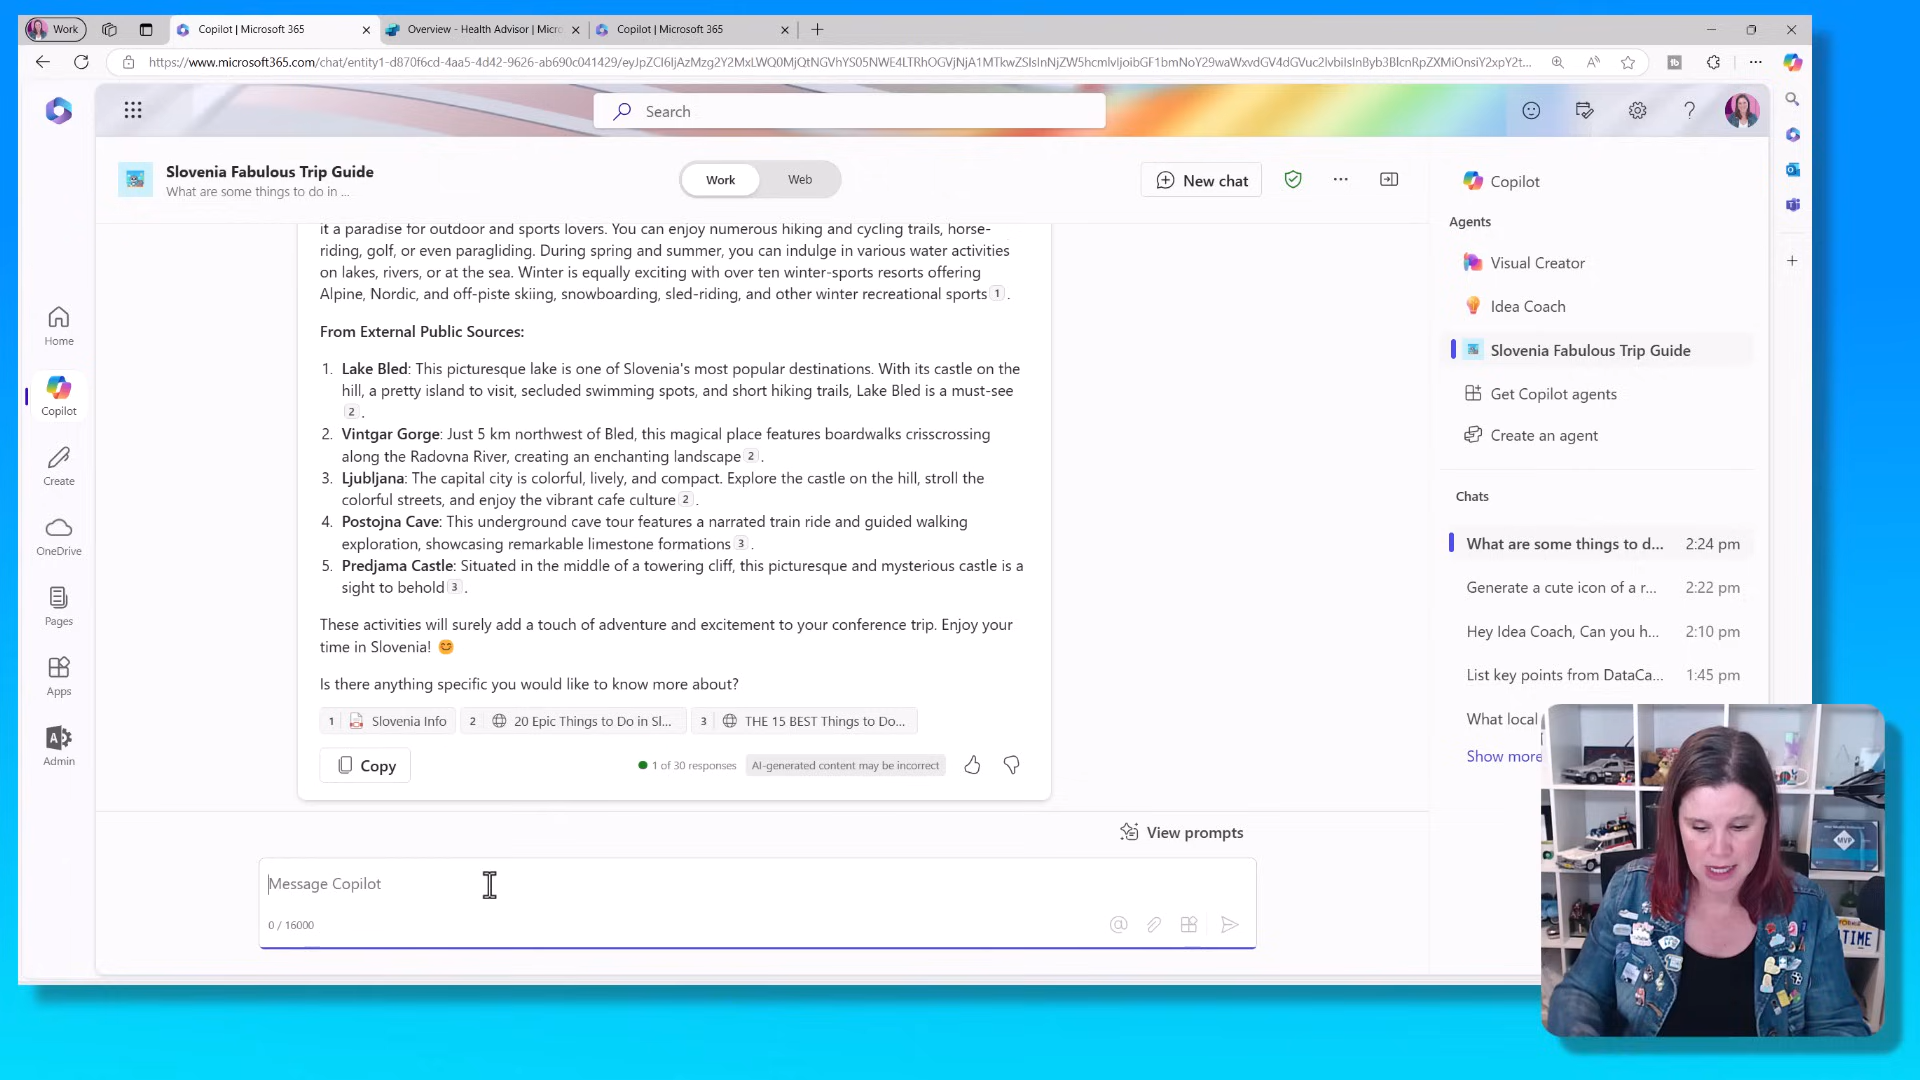 Work
Copilot | Microsoft 365
Overview - Health Advisor | Micro
Copilot | Microsoft 365
https://www.microsoft365.com/chat/entity1-d870f6cd-4aa5-4d42-9626-ab690c041429/
Search
Slovenia Fabulous Trip Guide
What are some things to do in ...
Work
Web
New chat
Home
Copilot
Create
OneDrive
Pages
Apps
Admin
it a paradise for outdoor and sports lovers. You can enjoy numerous hiking and cycling trails, horse-
riding, golf, or even paragliding. During spring and summer, you can indulge in various water activities
on lakes, rivers, or at the sea. Winter is equally exciting with over ten winter-sports resorts offering
Alpine, Nordic, and off-piste skiing, snowboarding, sled-riding, and other winter recreational sports 1 .
From External Public Sources:
1. Lake Bled: This picturesque lake is one of Slovenia's most popular destinations. With its castle on the
hill, a pretty island to visit, secluded swimming spots, and short hiking trails, Lake Bled is a must-see
2 .
2. Vintgar Gorge: Just 5 km northwest of Bled, this magical place features boardwalks crisscrossing
along the Radovna River, creating an enchanting landscape 2 .
3. Ljubljana: The capital city is colorful, lively, and compact. Explore the castle on the hill, stroll the
colorful streets, and enjoy the vibrant cafe culture 2 .
4. Postojna Cave: This underground cave tour features a narrated train ride and guided walking
exploration, showcasing remarkable limestone formations 3 .
5. Predjama Castle: Situated in the middle of a towering cliff, this picturesque and mysterious castle is a
sight to behold 3 .
These activities will surely add a touch of adventure and excitement to your conference trip. Enjoy your
time in Slovenia! 😊
Is there anything specific you would like to know more about?
1 Slovenia Info
2 20 Epic Things to Do in Sl...
3 THE 15 BEST Things to Do...
Copy
1 of 30 responses
AI-generated content may be incorrect
View prompts
Message Copilot
0 / 16000
Copilot
Agents
Visual Creator
Idea Coach
Slovenia Fabulous Trip Guide
Get Copilot agents
Create an agent
Chats
What are some things to d... 2:24 pm
Generate a cute icon of a r... 2:22 pm
Hey Idea Coach, Can you h... 2:10 pm
List key points from DataCa... 1:45 pm
What local
Show more
MVP
TIME